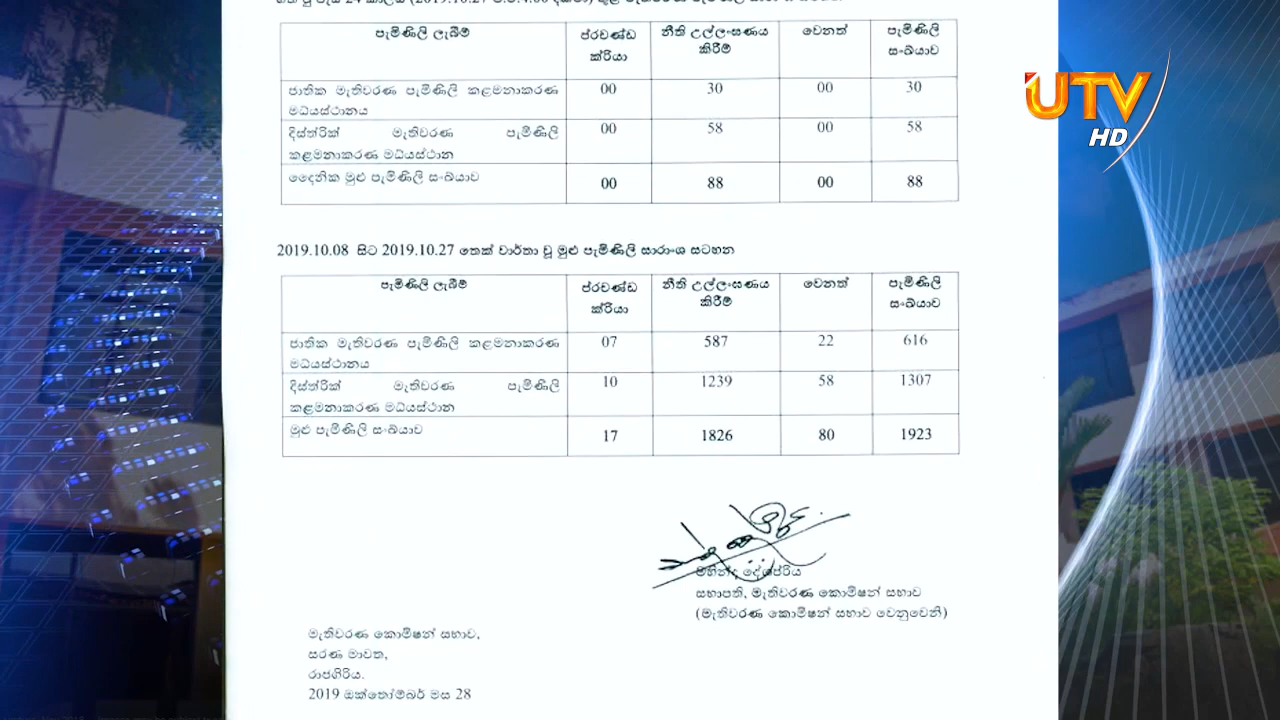 පැමිණිලි ලැබීම් ප්රචණ්ඩ ක්රියා නීති උල්ලංඝණය කිරීම් වෙනත් පැමිණිලි සංඛ්යාව
ජාතික මැතිවරණ පැමිණිලි කළමනාකරණ මධ්යස්ථානය 00 30 00 30
දිස්ත්රික් මැතිවරණ පැමිණිලි කළමනාකරණ මධ්යස්ථාන 00 58 00 58
දෛනික මුළු පැමිණිලි සංඛ්යාව 00 88 00 88
2019.10.08 සිට 2019.10.27 තෙක් වාර්තා වූ මුළු පැමිණිලි සාරාංශ සටහන
පැමිණිලි ලැබීම් ප්රචණ්ඩ ක්රියා නීති උල්ලංඝණය කිරීම් වෙනත් පැමිණිලි සංඛ්යාව
ජාතික මැතිවරණ පැමිණිලි කළමනාකරණ මධ්යස්ථානය 07 587 22 616
දිස්ත්රික් මැතිවරණ පැමිණිලි කළමනාකරණ මධ්යස්ථාන 10 1239 58 1307
මුළු පැමිණිලි සංඛ්යාව 17 1826 80 1923
මහින්ද දේශප්රිය
සභාපති, මැතිවරණ කොමිෂන් සභාව
(මැතිවරණ කොමිෂන් සභාව වෙනුවෙනි)
මැතිවරණ කොමිෂන් සභාව,
සරණ මාවත,
රාජගිරිය.
2019 ඔක්තෝම්බර් මස 28
UTV
HD